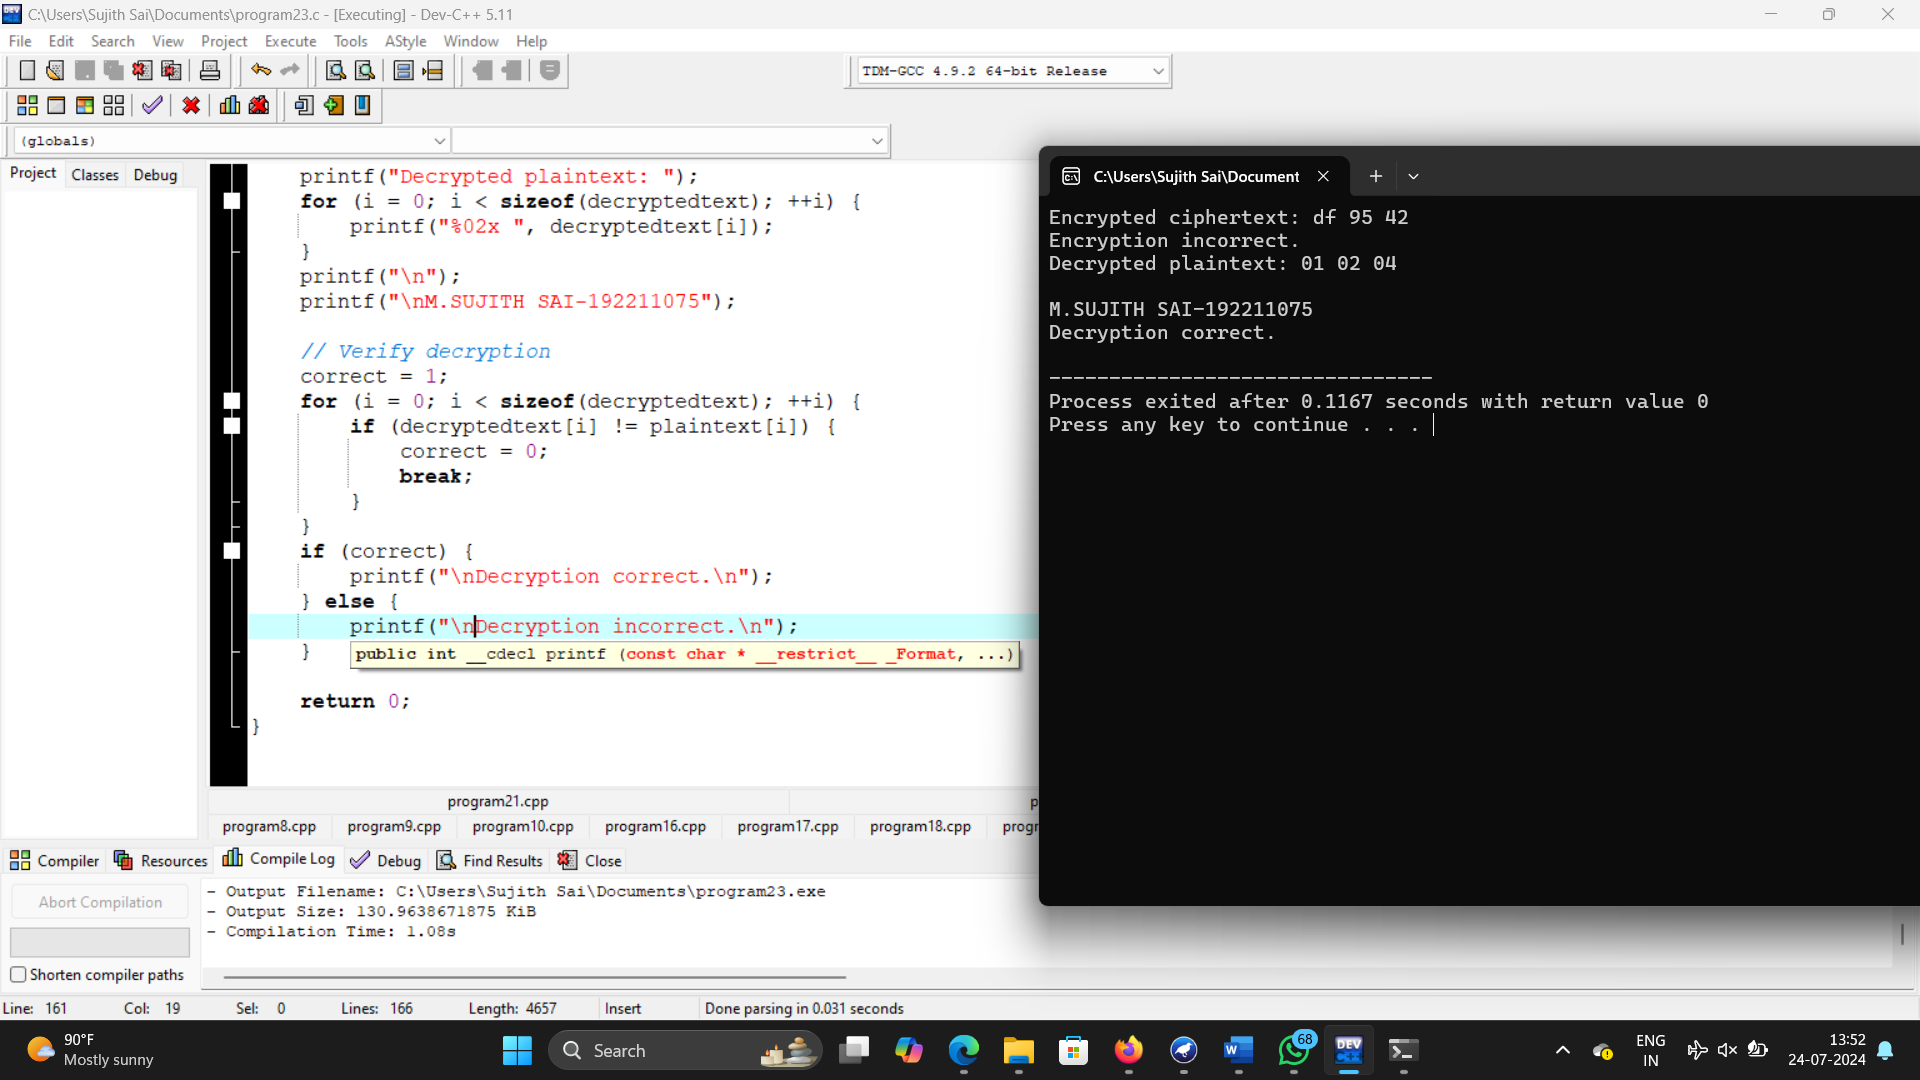 C:\Users\Sujith Sai\Documents\program23.c - [Executing] - Dev-C++ 5.11
File Edit Search View Project Execute Tools AStyle Window Help
TDM-GCC 4.9.2 64-bit Release
(globals)
Project Classes Debug
printf("Decrypted plaintext: ");
for (i = 0; i < sizeof(decryptedtext); ++i) {
printf("%02x ", decryptedtext[i]);
}
printf("\n");
printf("\nM.SUJITH SAI-192211075");
// Verify decryption
correct = 1;
for (i = 0; i < sizeof(decryptedtext); ++i) {
if (decryptedtext[i] != plaintext[i]) {
correct = 0;
break;
}
}
if (correct) {
printf("\nDecryption correct.\n");
} else {
printf("\nDecryption incorrect.\n");
}
public int __cdecl printf (const char * __restrict__ _Format, ...)
return 0;
}
C:\Users\Sujith Sai\Document
Encrypted ciphertext: df 95 42
Encryption incorrect.
Decrypted plaintext: 01 02 04
M.SUJITH SAI-192211075
Decryption correct.
--------------------------------
Process exited after 0.1167 seconds with return value 0
Press any key to continue . . .
program21.cpp
program8.cpp program9.cpp program10.cpp program16.cpp program17.cpp program18.cpp
Compiler Resources Compile Log Debug Find Results Close
Abort Compilation
Shorten compiler paths
- Output Filename: C:\Users\Sujith Sai\Documents\program23.exe
- Output Size: 130.9638671875 KiB
- Compilation Time: 1.08s
Line: 161 Col: 19 Sel: 0 Lines: 166 Length: 4657 Insert Done parsing in 0.031 seconds
90°F
Mostly sunny
Search
68
DEV
C++
ENG
IN
13:52
24-07-2024